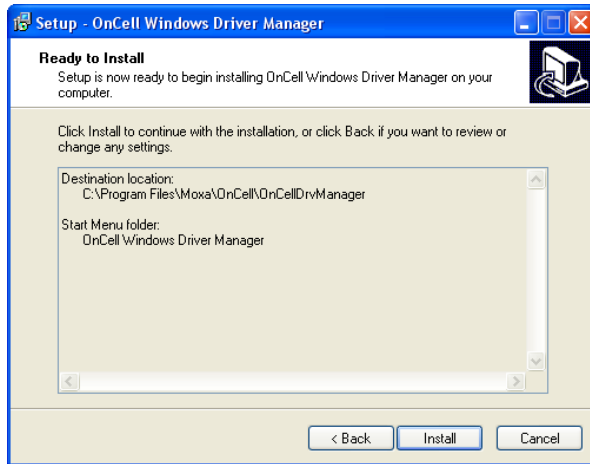 Setup - OnCell Windows Driver Manager
Ready to Install
Setup is now ready to begin installing OnCell Windows Driver Manager on your
computer.
Click Install to continue with the installation, or click Back if you want to review or
change any settings.
Destination location:
C:\Program Files\Moxa\OnCell\OnCellDrvManager
Start Menu folder:
OnCell Windows Driver Manager
< Back
Install
Cancel